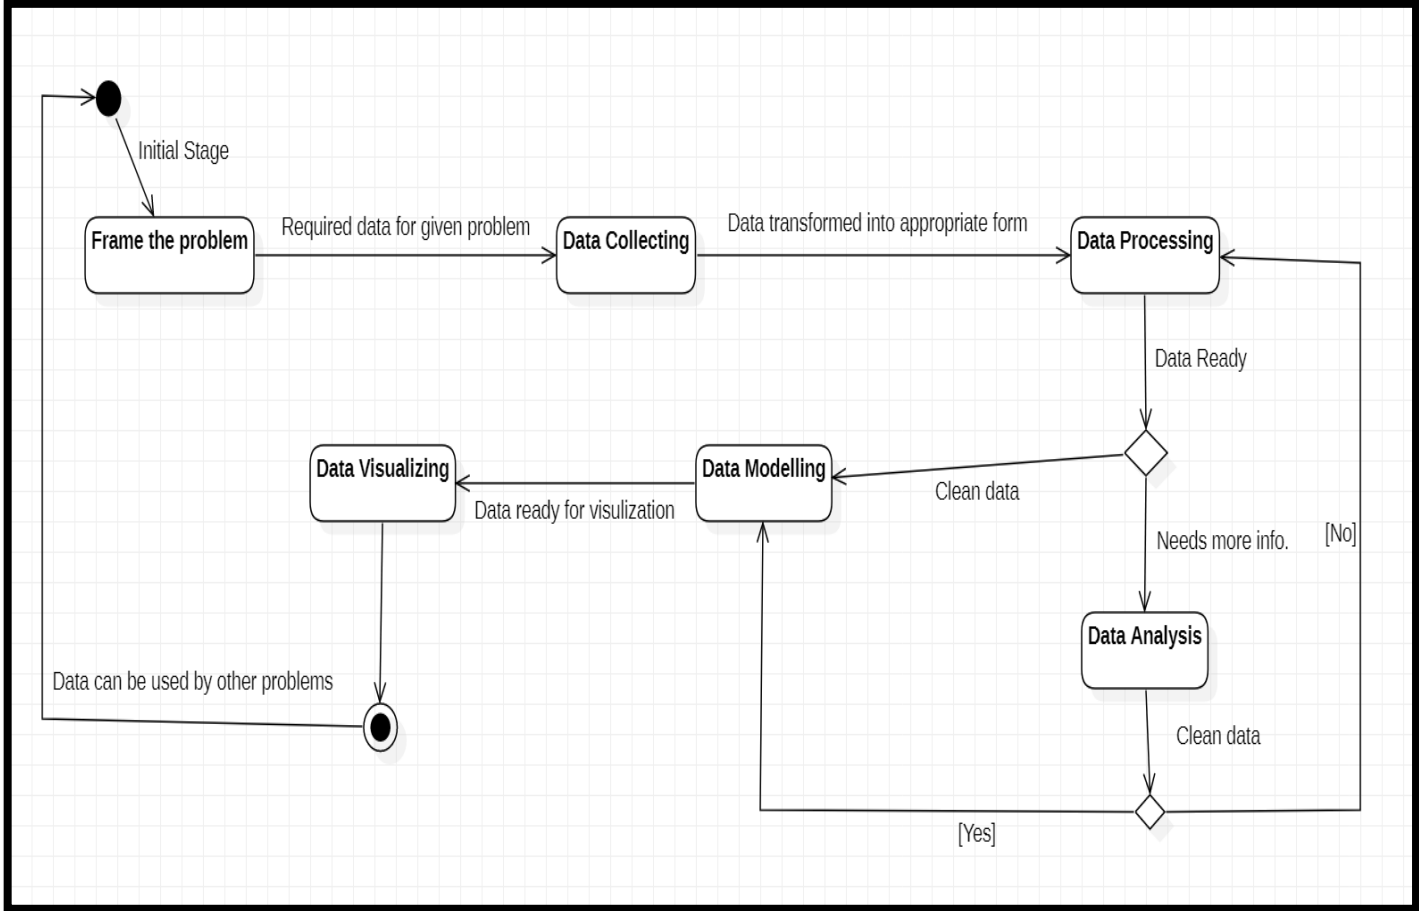 Initial Stage
Frame the problem
Required data for given problem
Data Collecting
Data transformed into appropriate form
Data Processing
Data Ready
Data Visualizing
Data ready for visulization
Data Modelling
Clean data
Needs more info.
[No]
Data Analysis
Data can be used by other problems
Clean data
[Yes]